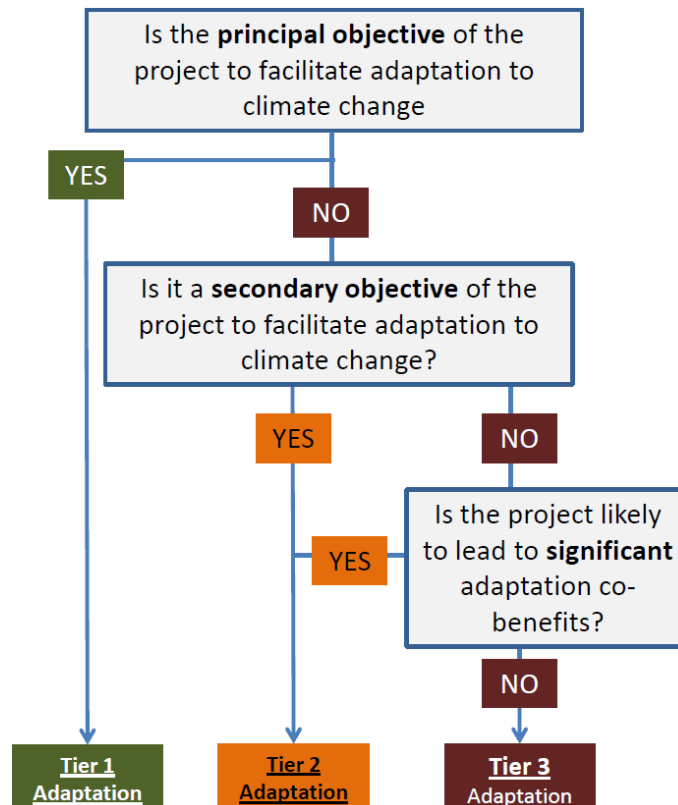 Is the principal objective of the
project to facilitate adaptation to
climate change
YES
NO
Is it a secondary objective of the
project to facilitate adaptation to
climate change?
YES
NO
Is the project likely
to lead to significant
adaptation co-
benefits?
YES
NO
Tier 1
Adaptation
Tier 2
Adaptation
Tier 3
Adaptation